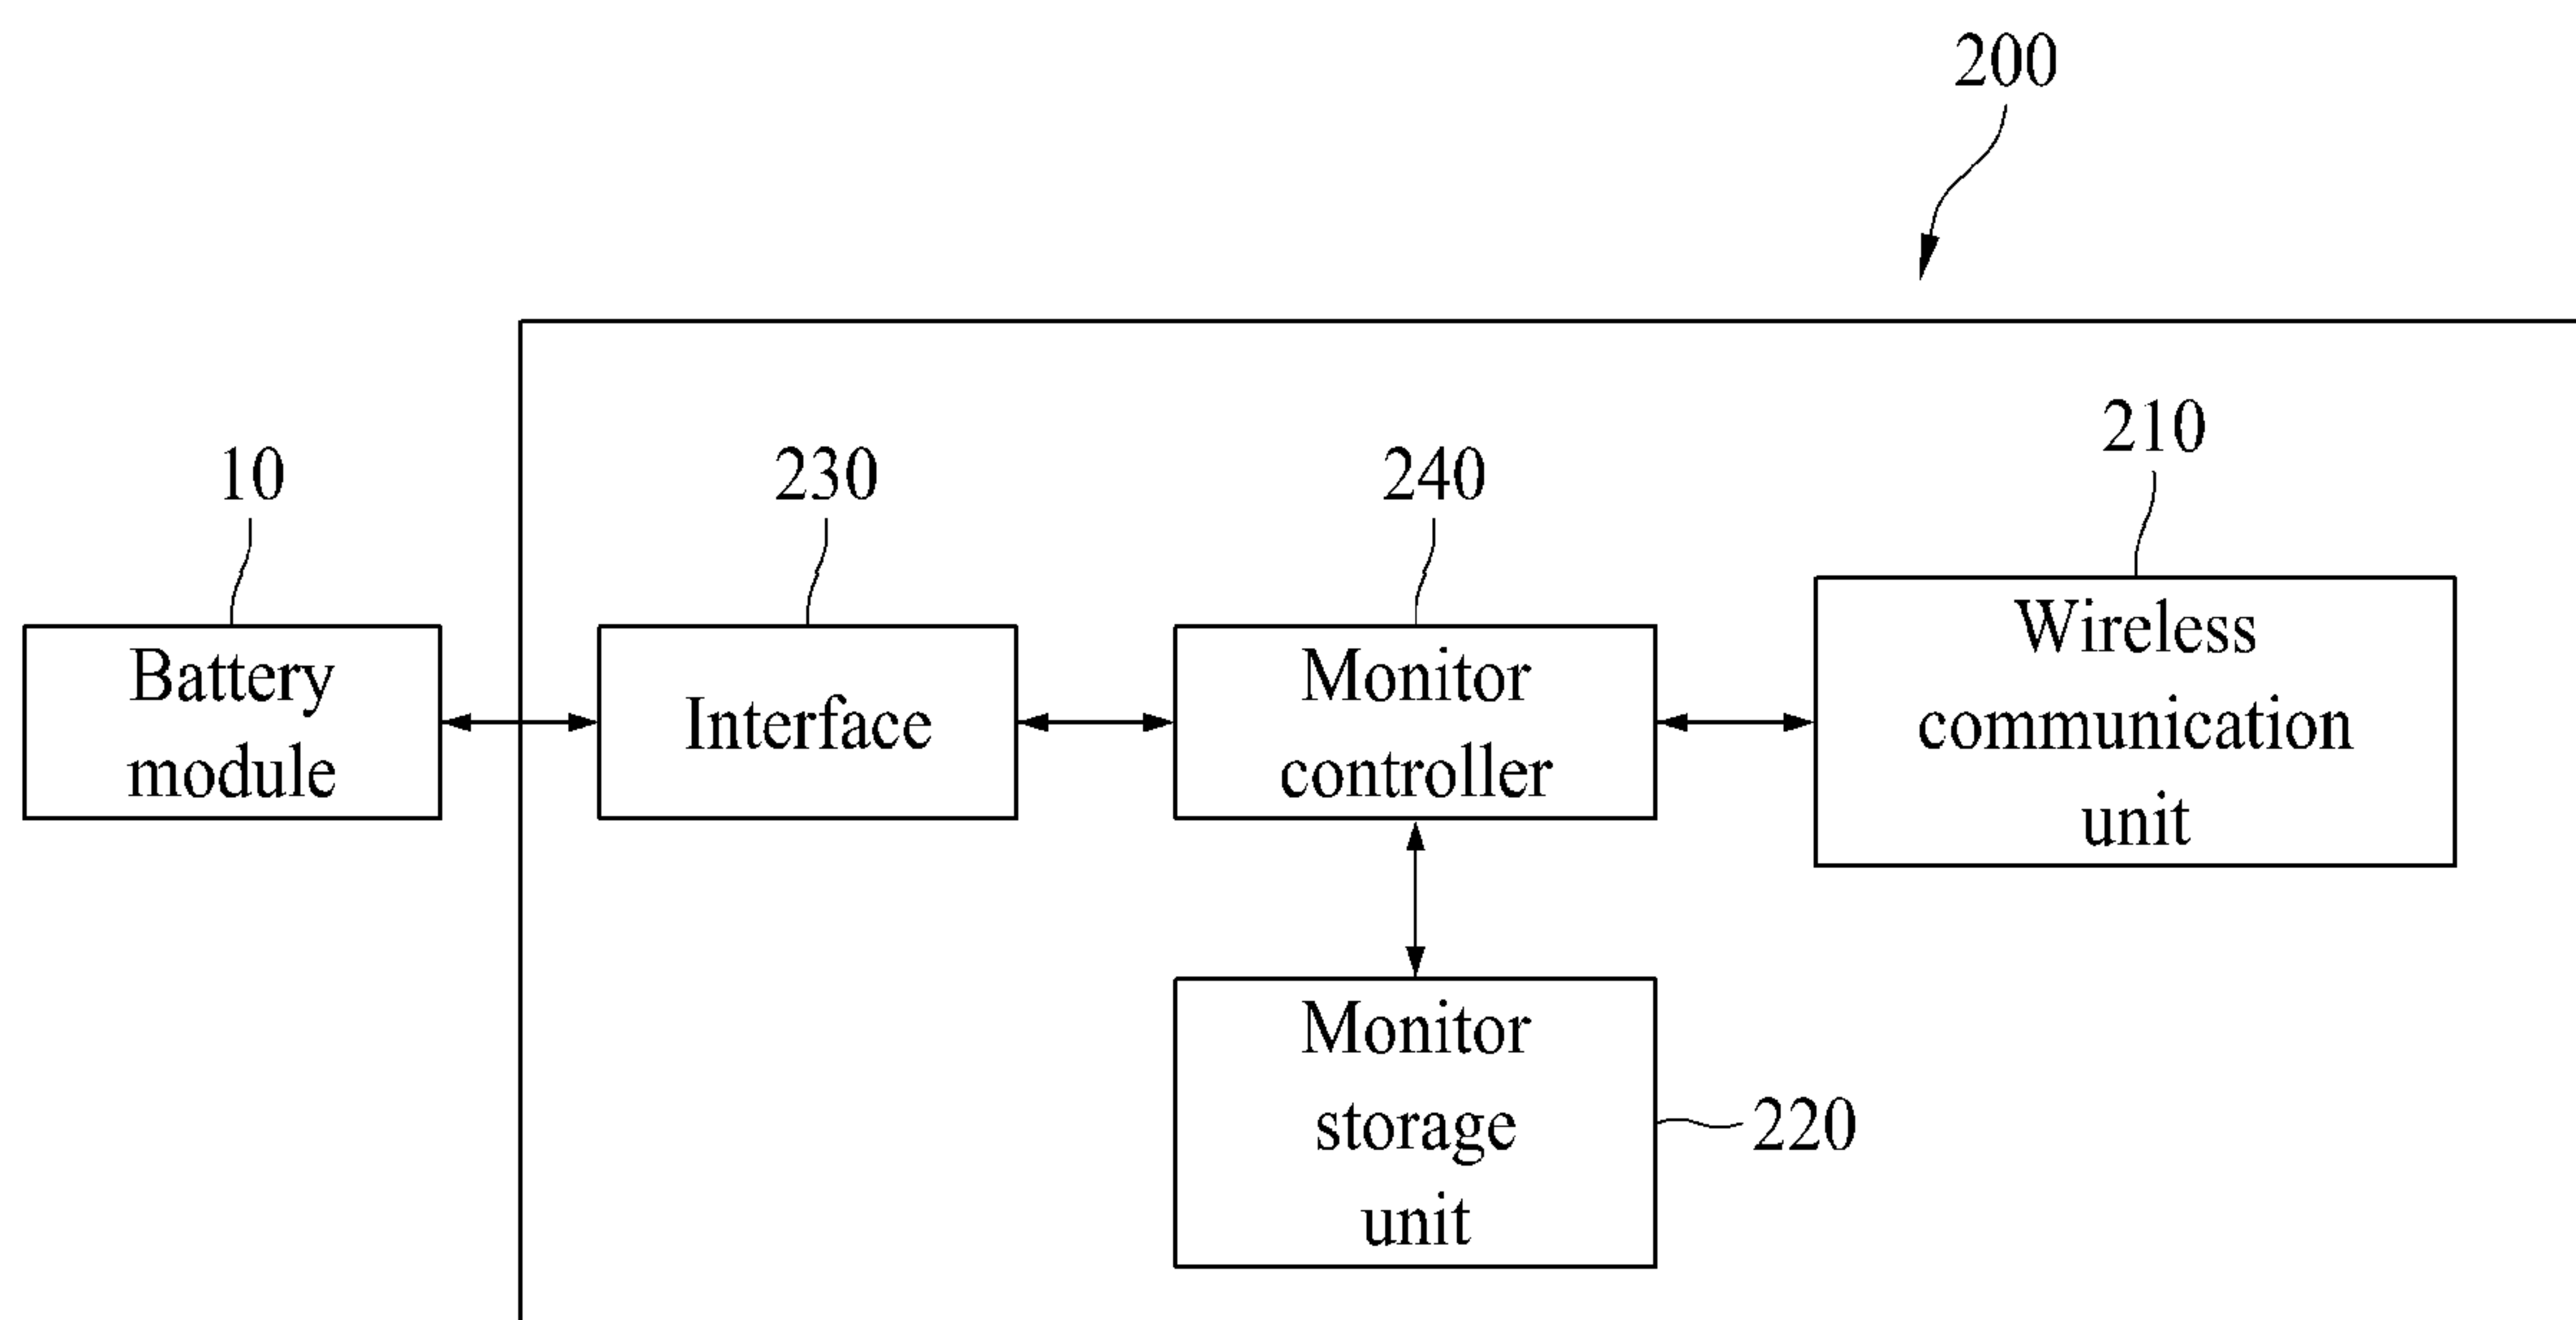 200
210
10
230
240
Battery
module
Interface
Monitor
controller
Wireless
communication
unit
Monitor
storage
unit
220